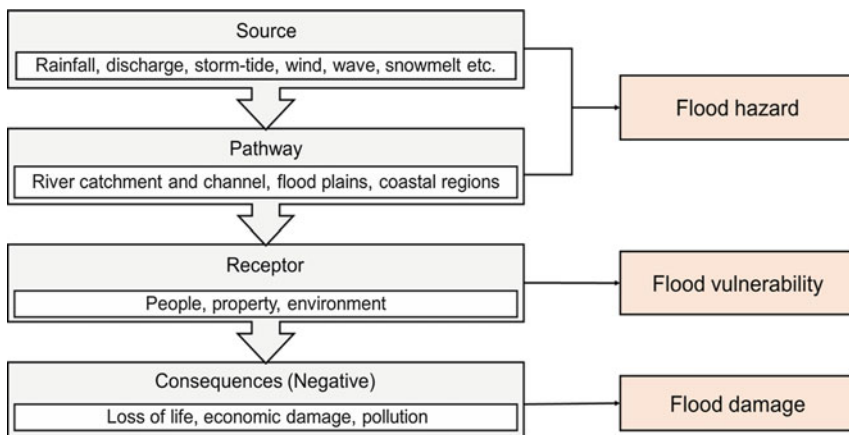 Source
Rainfall, discharge, storm-tide, wind, wave, snowmelt etc.
Flood hazard
Pathway
River catchment and channel, flood plains, coastal regions
Receptor
People, property, environment
Flood vulnerability
Consequences (Negative)
Loss of life, economic damage, pollution
Flood damage